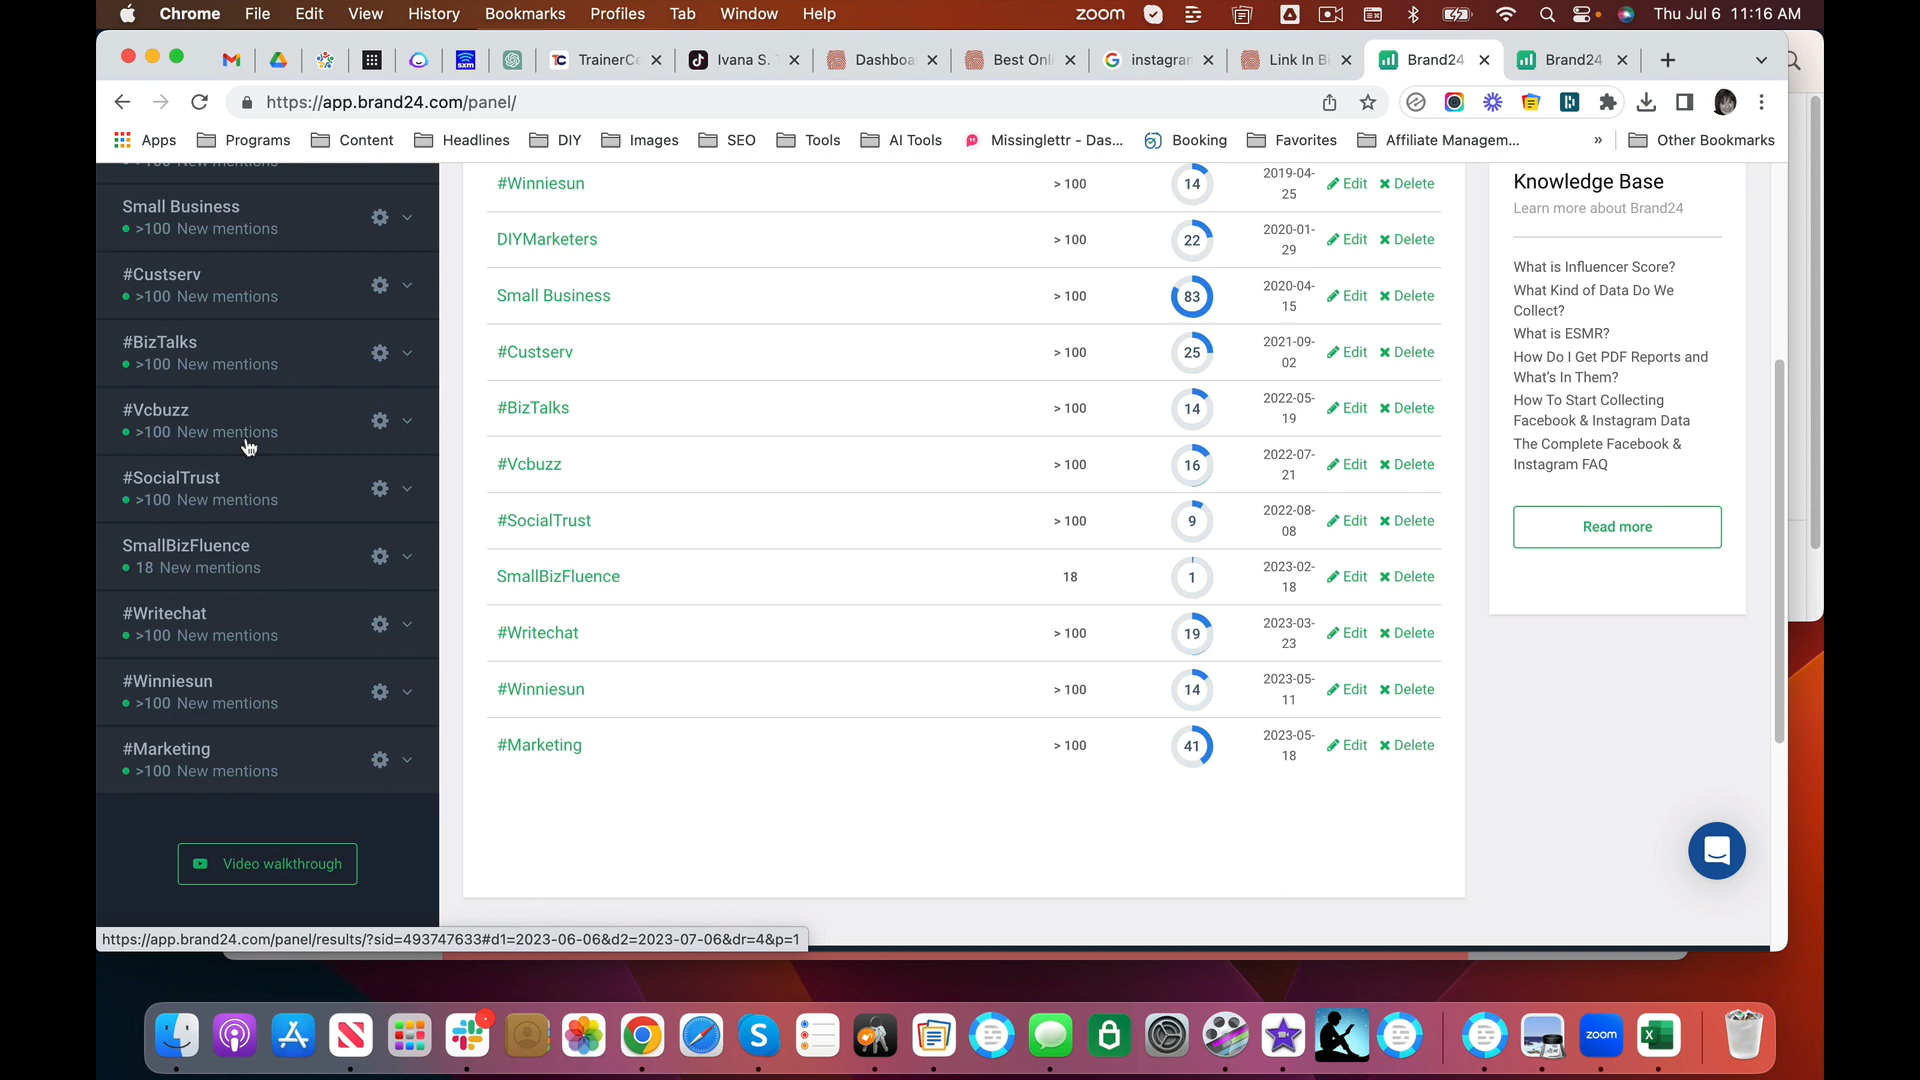 Chrome File Edit View History Bookmarks Profiles Tab Window Help zoom Thu Jul 6 11:16 AM
sxm TrainerCe Ivana S. Dashboa Best Onli instagran Link In B Brand24 Brand24
https://app.brand24.com/panel/
Apps Programs Content Headlines DIY Images SEO Tools AI Tools Missinglettr - Das... Booking Favorites Affiliate Managem... » Other Bookmarks
>100 New mentions
Small Business
>100 New mentions
#Custserv
>100 New mentions
#BizTalks
>100 New mentions
#Vcbuzz
>100 New mentions
#SocialTrust
>100 New mentions
SmallBizFluence
18 New mentions
#Writechat
>100 New mentions
#Winniesun
>100 New mentions
#Marketing
>100 New mentions
Video walkthrough
#Winniesun > 100 14 2019-04-25 Edit Delete
DIYMarketers > 100 22 2020-01-29 Edit Delete
Small Business > 100 83 2020-04-15 Edit Delete
#Custserv > 100 25 2021-09-02 Edit Delete
#BizTalks > 100 14 2022-05-19 Edit Delete
#Vcbuzz > 100 16 2022-07-21 Edit Delete
#SocialTrust > 100 9 2022-08-08 Edit Delete
SmallBizFluence 18 1 2023-02-18 Edit Delete
#Writechat > 100 19 2023-03-23 Edit Delete
#Winniesun > 100 14 2023-05-11 Edit Delete
#Marketing > 100 41 2023-05-18 Edit Delete
Knowledge Base
Learn more about Brand24
What is Influencer Score?
What Kind of Data Do We
Collect?
What is ESMR?
How Do I Get PDF Reports and
What's In Them?
How To Start Collecting
Facebook & Instagram Data
The Complete Facebook &
Instagram FAQ
Read more
https://app.brand24.com/panel/results/?sid=493747633#d1=2023-06-06&d2=2023-07-06&dr=4&p=1
zoom